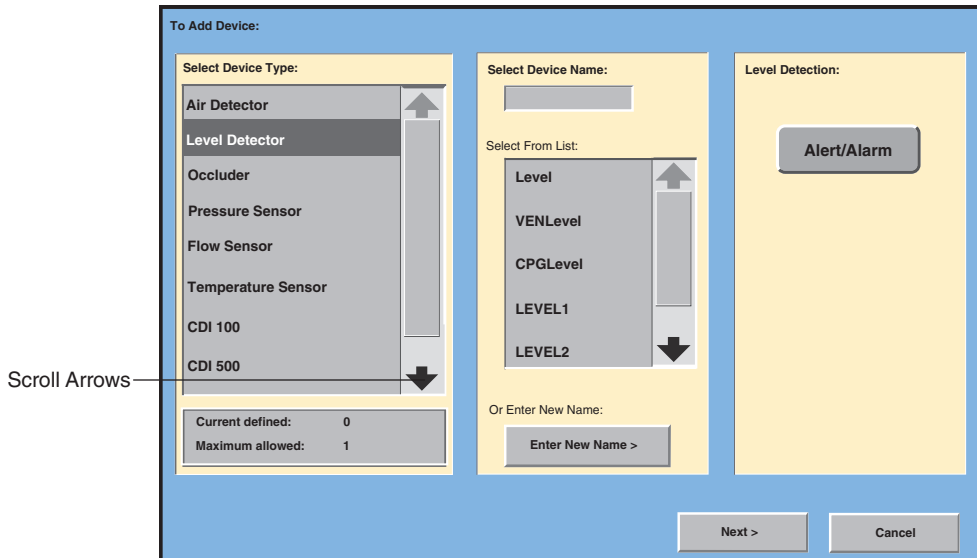 To Add Device:
Select Device Type:
Air Detector
Level Detector
Occluder
Pressure Sensor
Flow Sensor
Temperature Sensor
CDI 100
CDI 500
Current defined: 0
Maximum allowed: 1
Scroll Arrows
Select Device Name:
Select From List:
Level
VENLevel
CPGLevel
LEVEL1
LEVEL2
Or Enter New Name:
Enter New Name >
Level Detection:
Alert/Alarm
Next >
Cancel